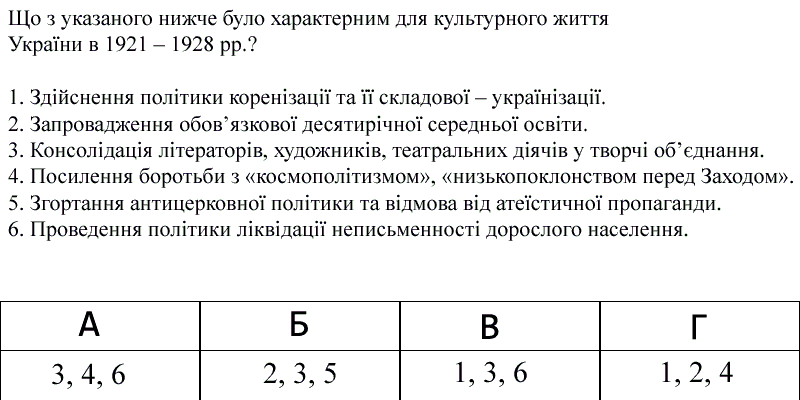 Що з указаного нижче було характерним для культурного життя
України в 1921 – 1928 рр.?
1. Здійснення політики коренізації та її складової – українізації.
2. Запровадження обов’язкової десятирічної середньої освіти.
3. Консолідація літераторів, художників, театральних діячів у творчі об’єднання.
4. Посилення боротьби з «космополітизмом», «низькопоклонством перед Заходом».
5. Згортання антицерковної політики та відмова від атеїстичної пропаганди.
6. Проведення політики ліквідації неписьменності дорослого населення.
А Б В Г
3, 4, 6 2, 3, 5 1, 3, 6 1, 2, 4